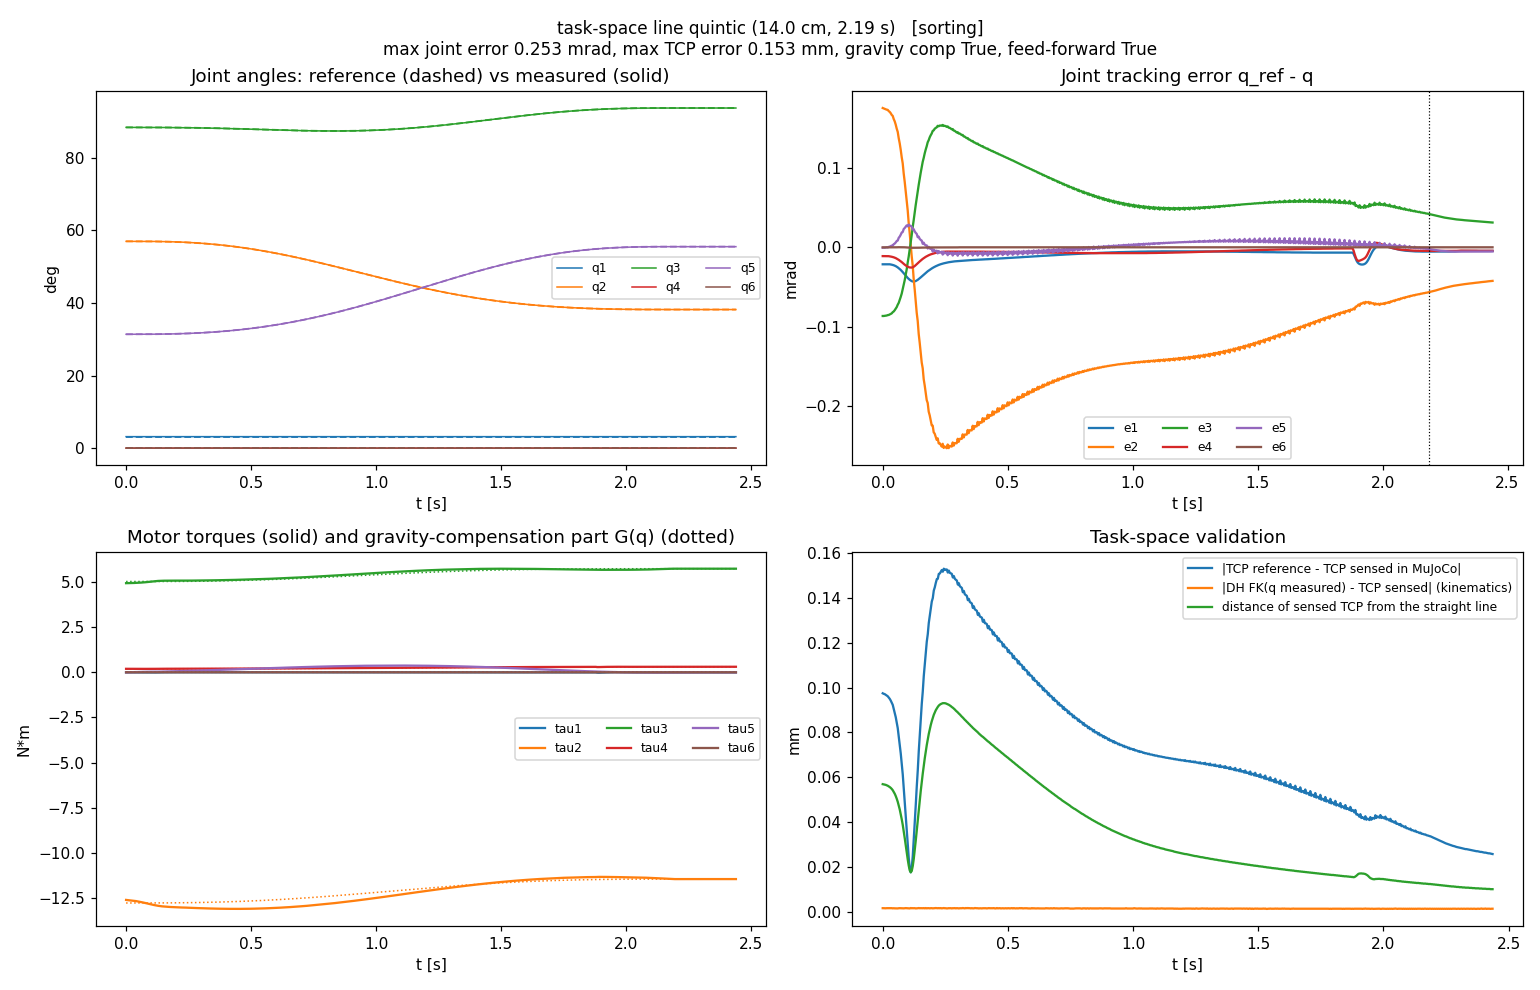 task-space line quintic (14.0 cm, 2.19 s)   [sorting]
max joint error 0.253 mrad, max TCP error 0.153 mm, gravity comp True, feed-forward True
Joint angles: reference (dashed) vs measured (solid)
80
60
40
20
0
deg
q1 q3 q5
q2 q4 q6
0.0 0.5 1.0 1.5 2.0 2.5
t [s]
Joint tracking error q_ref - q
0.1
0.0
−0.1
−0.2
mrad
e1 e3 e5
e2 e4 e6
0.0 0.5 1.0 1.5 2.0 2.5
t [s]
Motor torques (solid) and gravity-compensation part G(q) (dotted)
5.0
2.5
0.0
−2.5
−5.0
−7.5
−10.0
−12.5
N*m
tau1 tau3 tau5
tau2 tau4 tau6
0.0 0.5 1.0 1.5 2.0 2.5
t [s]
Task-space validation
0.16
0.14
0.12
0.10
0.08
0.06
0.04
0.02
0.00
mm
|TCP reference - TCP sensed in MuJoCo|
|DH FK(q measured) - TCP sensed| (kinematics)
distance of sensed TCP from the straight line
0.0 0.5 1.0 1.5 2.0 2.5
t [s]